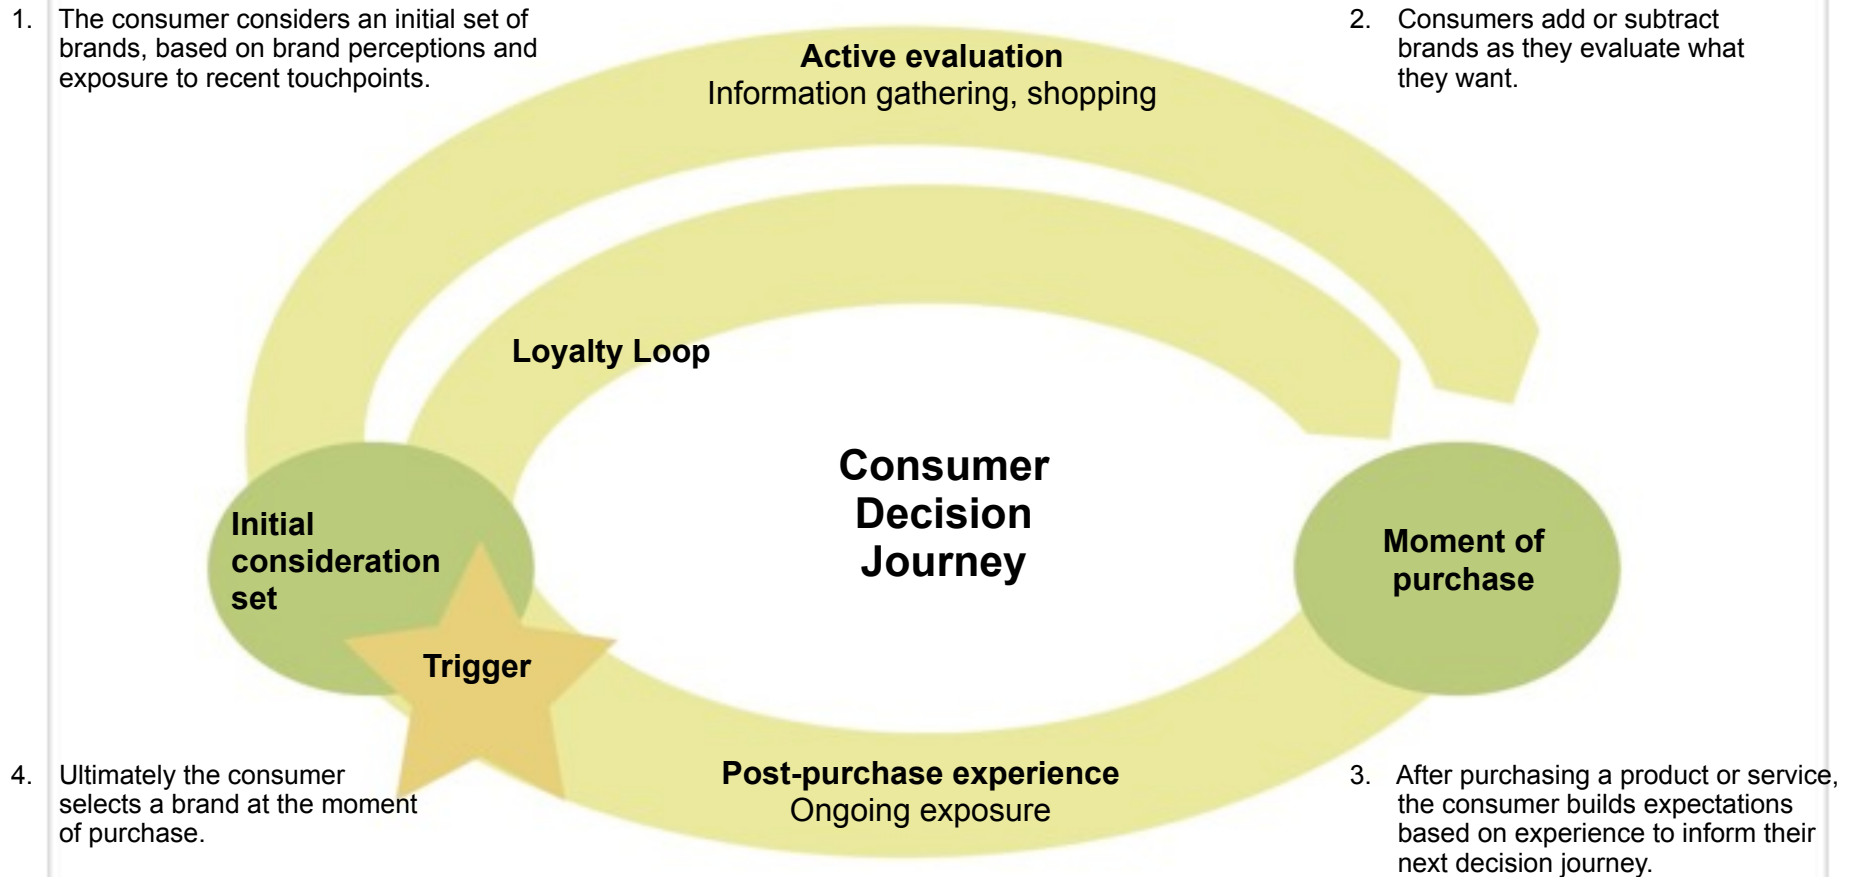 1. The consumer considers an initial set of
brands, based on brand perceptions and
exposure to recent touchpoints.
Active evaluation
Information gathering, shopping
2. Consumers add or subtract
brands as they evaluate what
they want.
Loyalty Loop
Consumer
Decision
Journey
Initial
consideration
set
Trigger
Moment of
purchase
4. Ultimately the consumer
selects a brand at the moment
of purchase.
Post-purchase experience
Ongoing exposure
3. After purchasing a product or service,
the consumer builds expectations
based on experience to inform their
next decision journey.